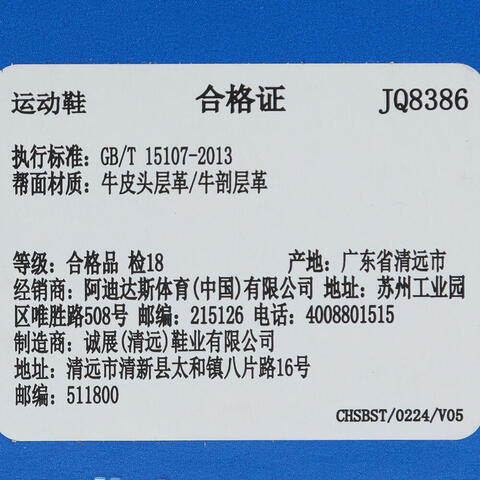 运动鞋 合格证 JQ8386
执行标准：GB/T 15107-2013
帮面材质：牛皮头层革/牛剖层革
等级：合格品 检18 产地：广东省清远市
经销商：阿迪达斯体育(中国)有限公司 地址：苏州工业园
区唯胜路508号 邮编：215126 电话：4008801515
制造商：诚展(清远)鞋业有限公司
地址：清远市清新县太和镇八片路16号
邮编：511800
CHSBST/0224/V05